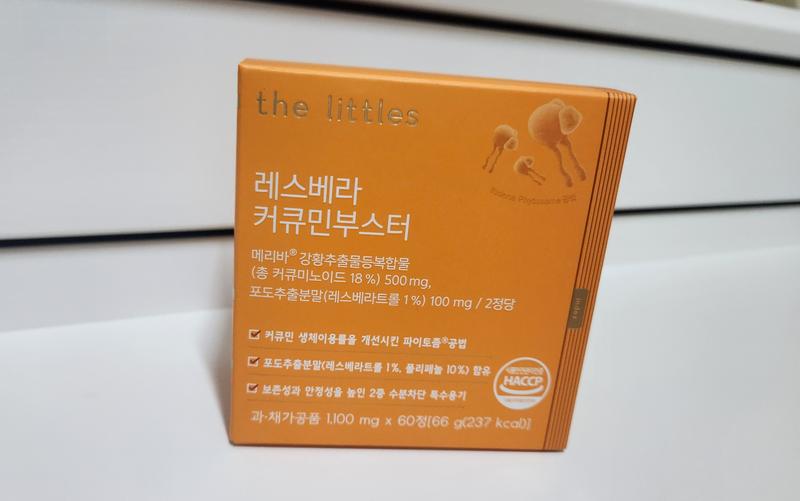 the littles
Indena Phytosome 공법
레스베라
커큐민부스터
메리바® 강황추출물등복합물
(총 커큐미노이드 18%) 500mg,
포도추출분말(레스베라트롤 1%) 100 mg / 2정당
index
커큐민 생체이용률을 개선시킨 파이토좀®공법
포도추출분말(레스베라트롤 1%, 폴리페놀 10%) 함유
보존성과 안정성을 높인 2중 수분차단 특수용기
HACCP
과·채가공품 1,100 mg x 60정[66 g(237 kcal)]